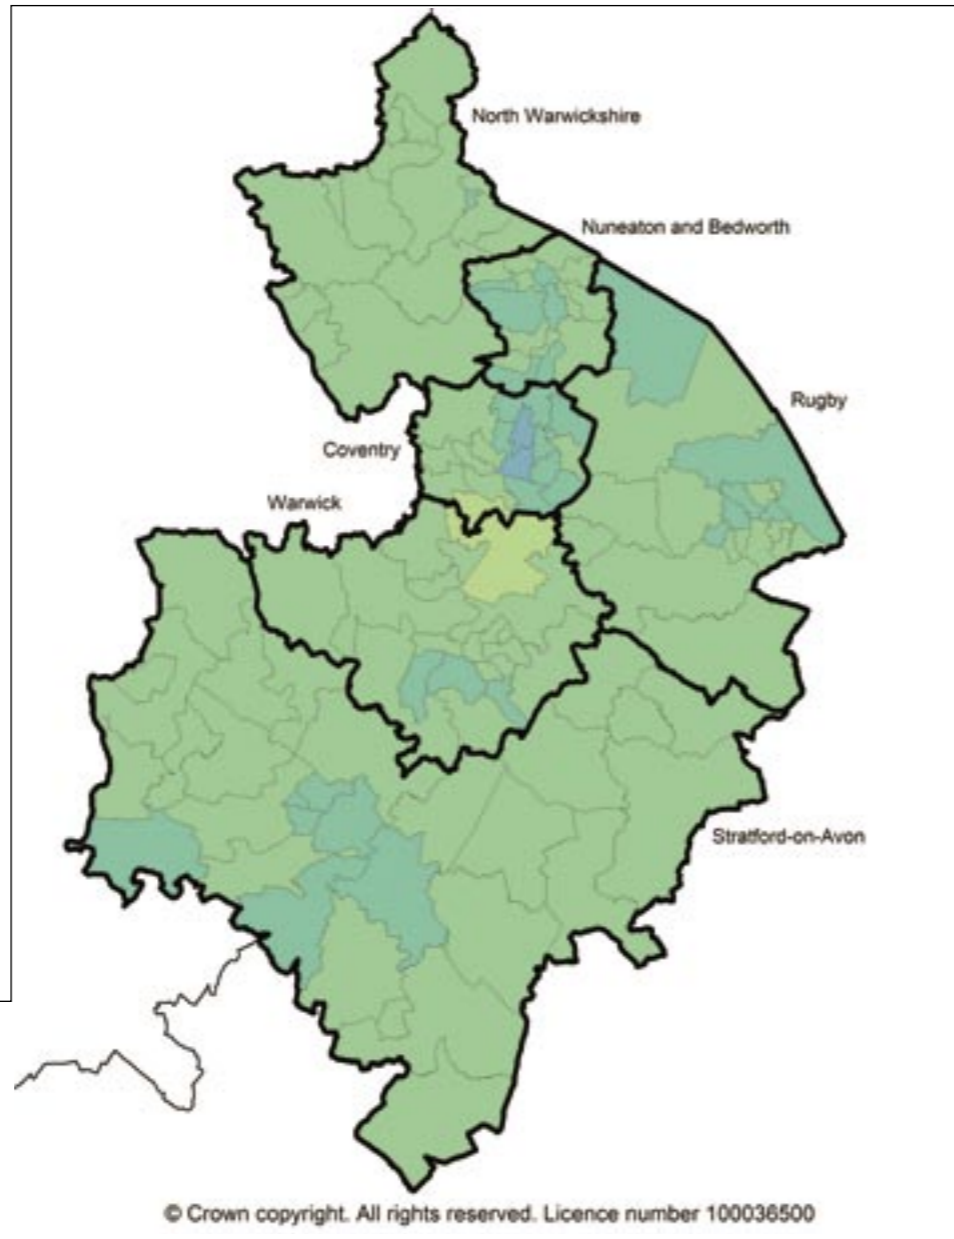 North Warwickshire
Nuneaton and Bedworth
Rugby
Coventry
Warwick
Stratford-on-Avon
© Crown copyright. All rights reserved. Licence number 100036500